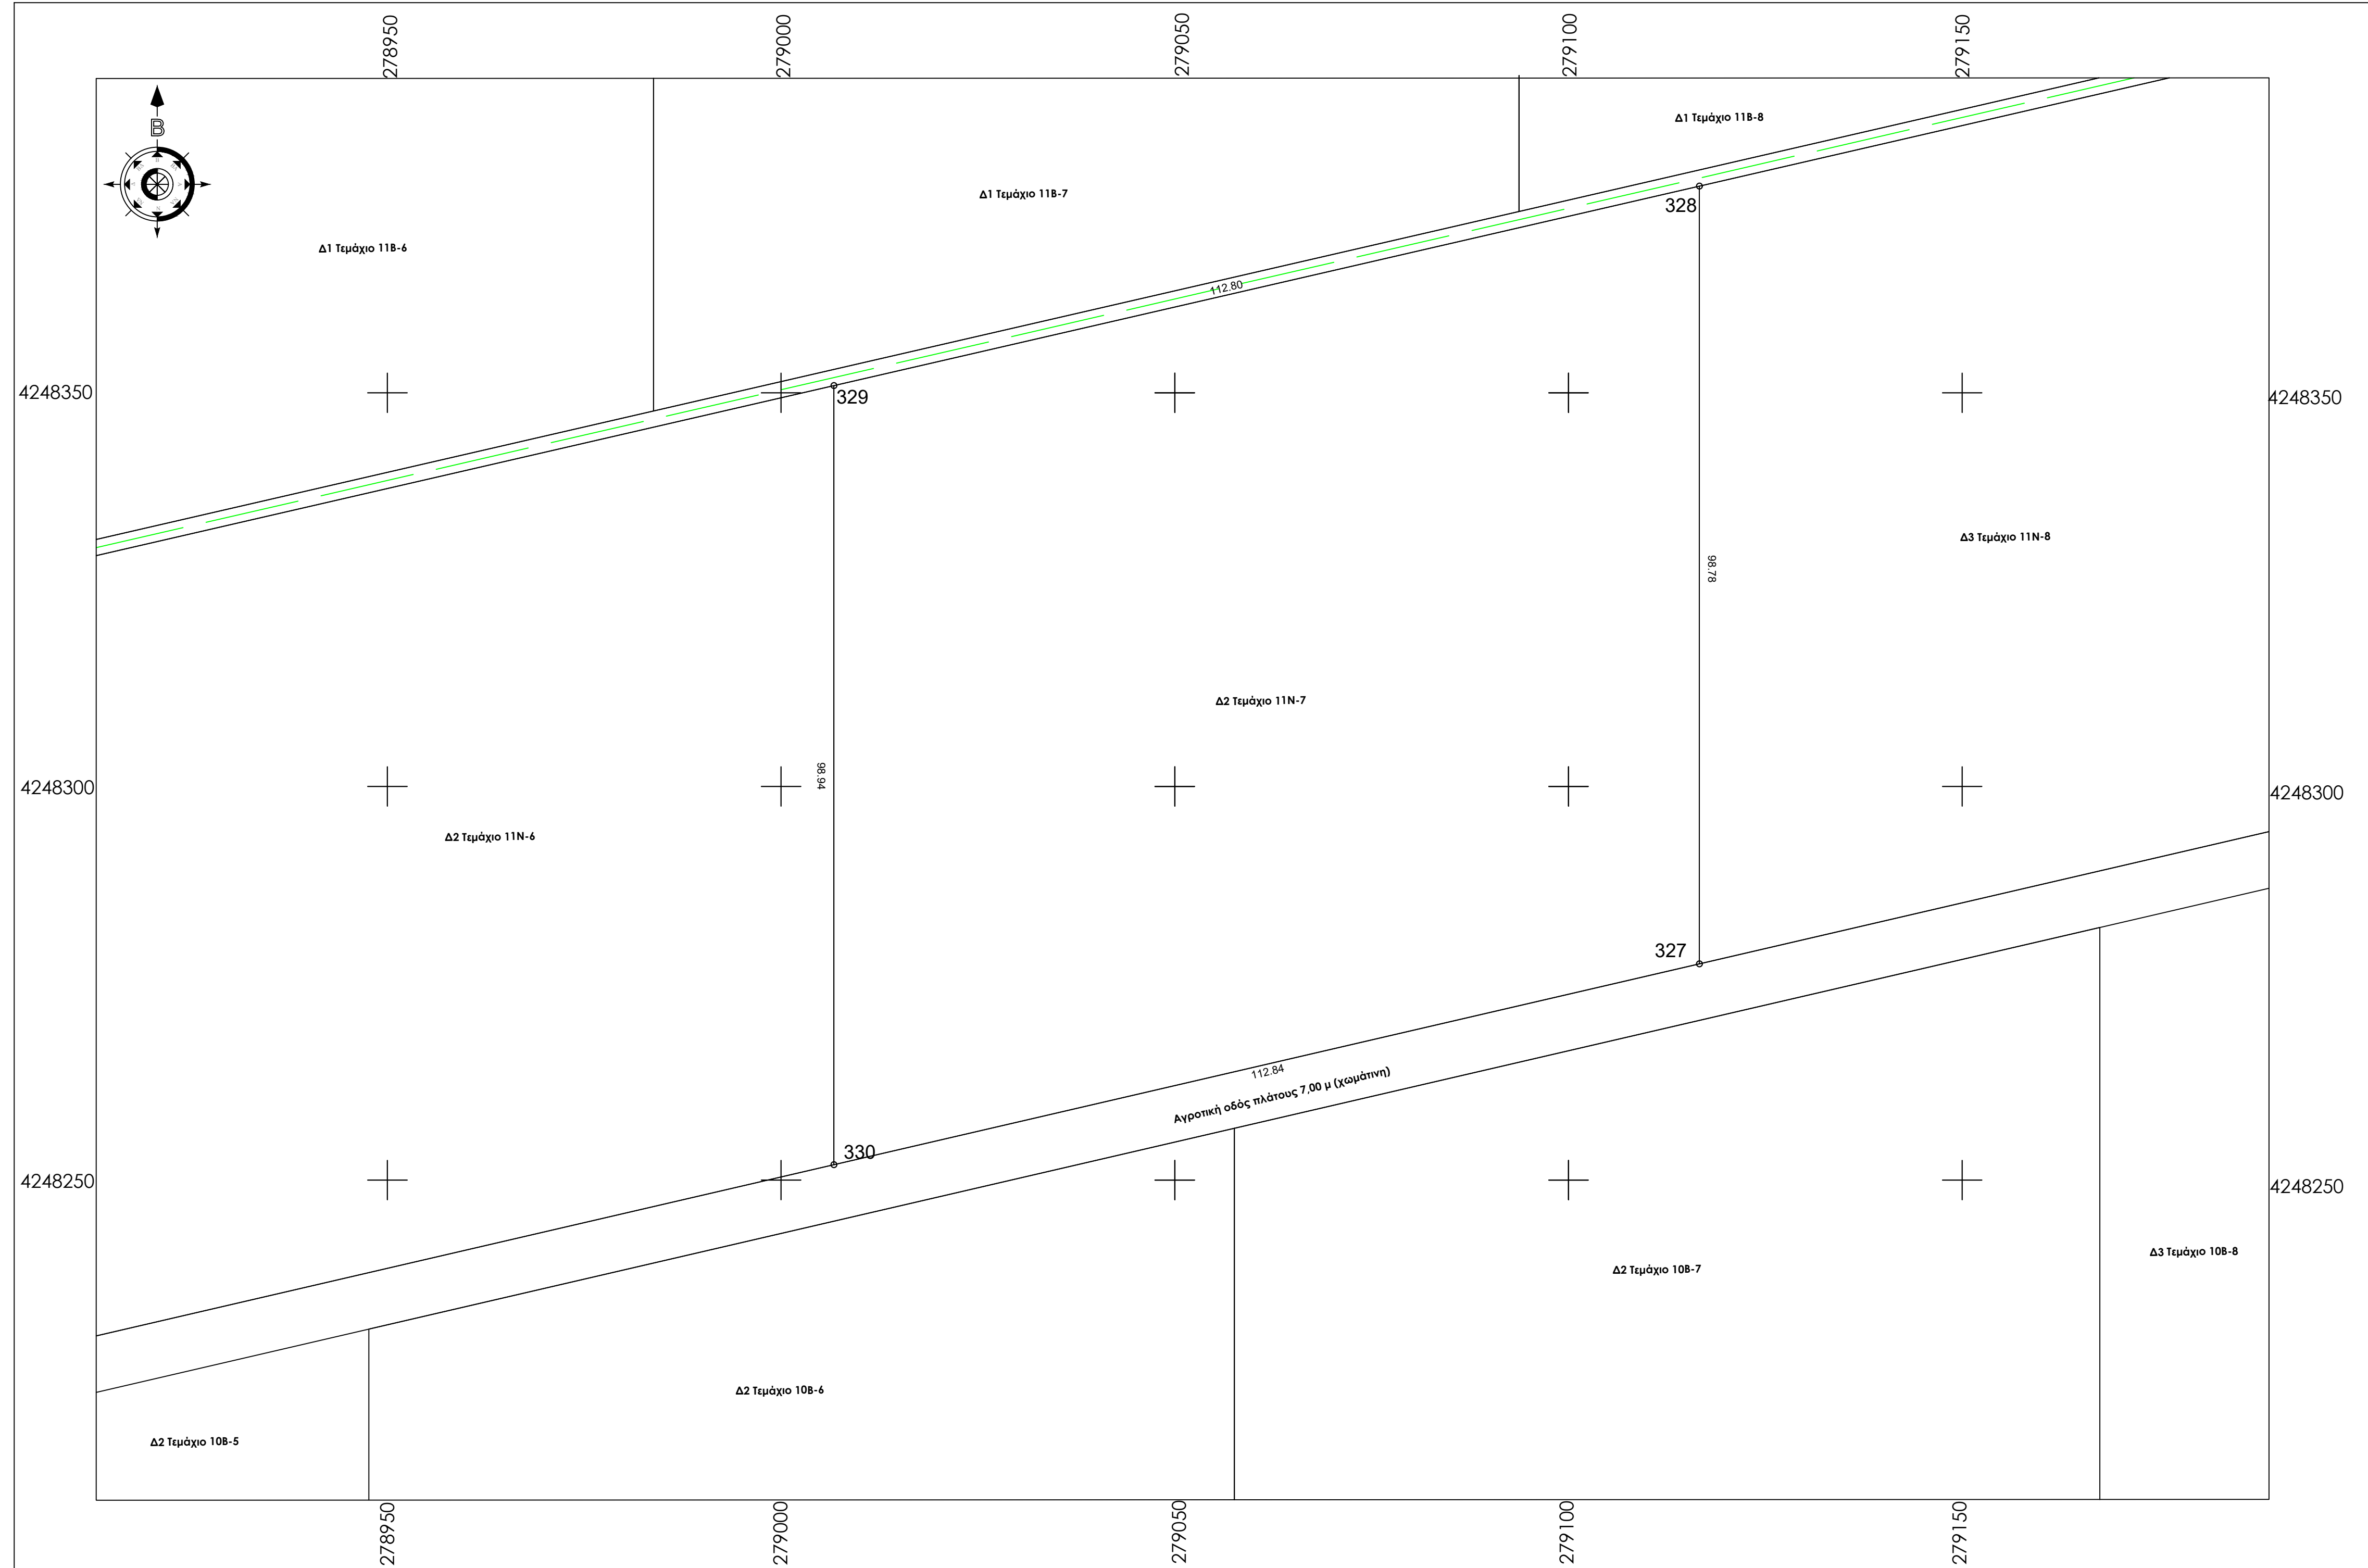 278950
279000
279050
279100
279150
Β
Δ1 Τεμάχιο 11Β-8
Δ1 Τεμάχιο 11Β-7
328
Δ1 Τεμάχιο 11Β-6
112.80
4248350
329
4248350
Δ3 Τεμάχιο 11Ν-8
98.78
Δ2 Τεμάχιο 11Ν-7
98.94
4248300
4248300
Δ2 Τεμάχιο 11Ν-6
327
112.84
Αγροτική οδός πλάτους 7,00 μ (χωμάτινη)
330
4248250
4248250
Δ3 Τεμάχιο 10Β-8
Δ2 Τεμάχιο 10Β-7
Δ2 Τεμάχιο 10Β-6
Δ2 Τεμάχιο 10Β-5
278950
279000
279050
279100
279150